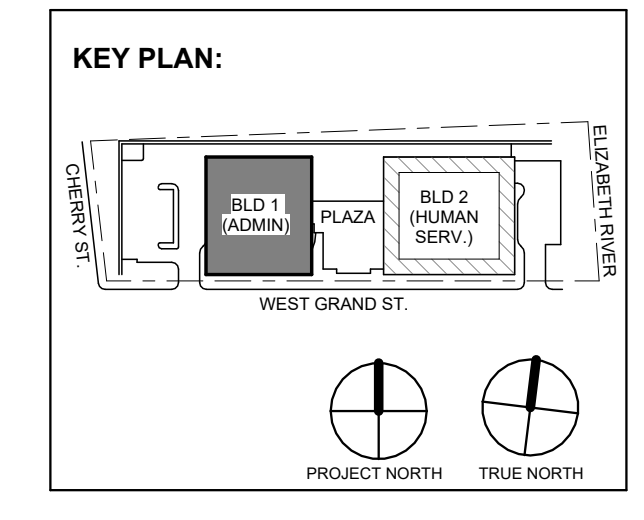 KEY PLAN:
CHERRY ST.
BLD 1
(ADMIN)
PLAZA
BLD 2
(HUMAN
SERV.)
ELIZABETH RIVER
WEST GRAND ST.
PROJECT NORTH
TRUE NORTH